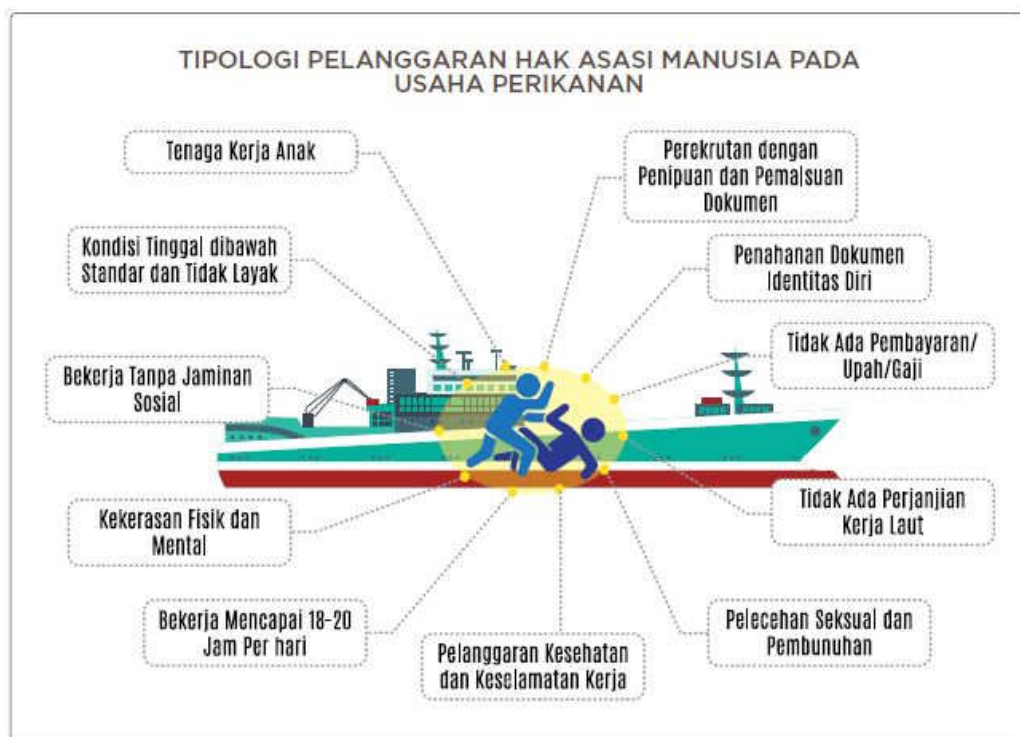 TIPOLOGI PELANGGARAN HAK ASASI MANUSIA PADA
USAHA PERIKANAN
Tenaga Kerja Anak
Perekrutan dengan
Penipuan dan Pemalsuan
Dokumen
Kondisi Tinggal dibawah
Standar dan Tidak Layak
Penahanan Dokumen
Identitas Diri
Bekerja Tanpa Jaminan
Sosial
Tidak Ada Pembayaran/
Upah/Gaji
Kekerasan Fisik dan
Mental
Tidak Ada Perjanjian
Kerja Laut
Bekerja Mencapai 18-20
Jam Per hari
Pelanggaran Kesehatan
dan Keselamatan Kerja
Pelecehan Seksual dan
Pembunuhan